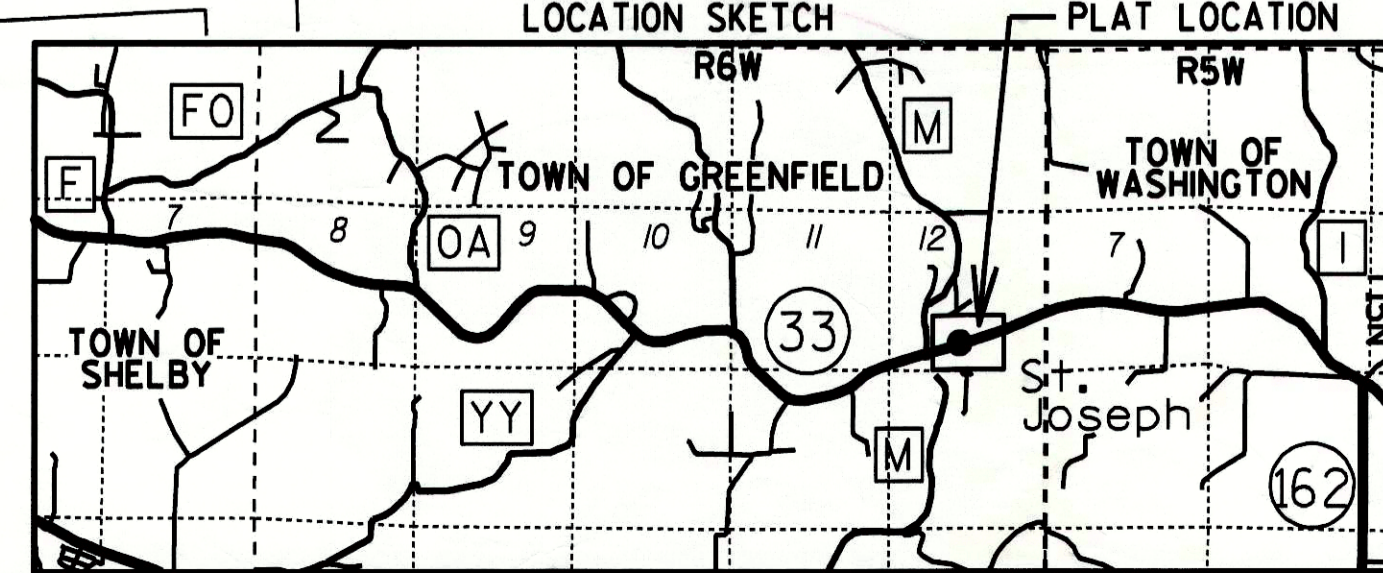 LOCATION SKETCH
PLAT LOCATION
R6W
R5W
FO
M
F
TOWN OF GREENFIELD
TOWN OF
WASHINGTON
7
8
OA
9
10
11
12
7
I
33
TOWN OF
SHELBY
St.
Joseph
YY
M
162